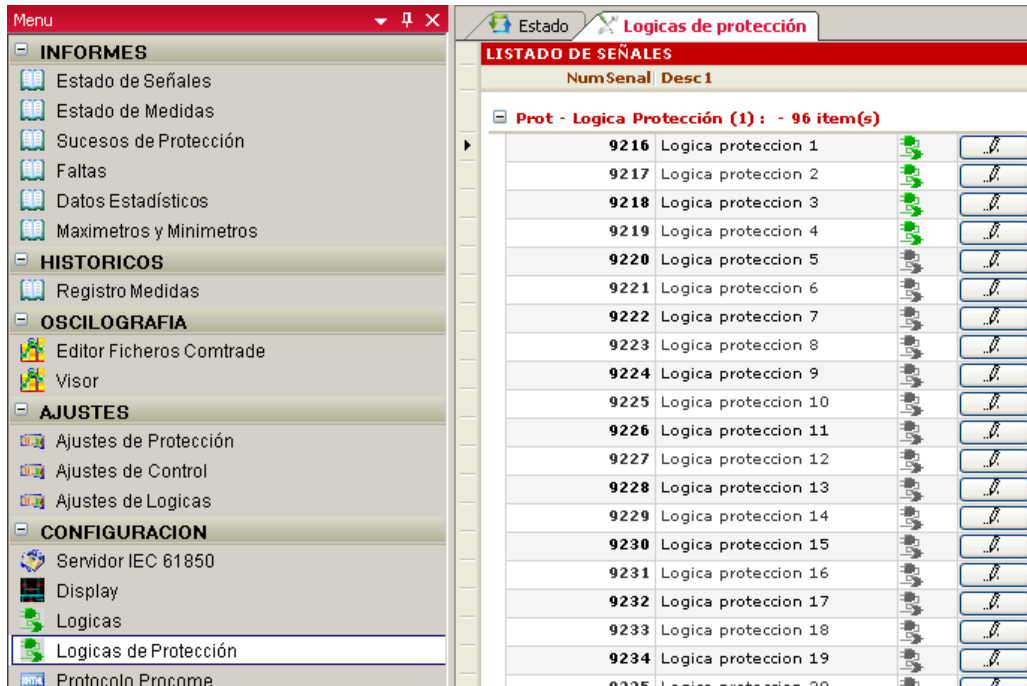 Menu
INFORMES
Estado de Señales
Estado de Medidas
Sucesos de Protección
Faltas
Datos Estadísticos
Maximetros y Minimetros
HISTORICOS
Registro Medidas
OSCILOGRAFIA
Editor Ficheros Comtrade
Visor
AJUSTES
Ajustes de Protección
Ajustes de Control
Ajustes de Logicas
CONFIGURACION
Servidor IEC 61850
Display
Logicas
Logicas de Protección
Protocolo Procome
Estado Logicas de protección
LISTADO DE SEÑALES
NumSenal Desc1
Prot - Logica Protección (1) : - 96 item(s)
9216 Logica proteccion 1
9217 Logica proteccion 2
9218 Logica proteccion 3
9219 Logica proteccion 4
9220 Logica proteccion 5
9221 Logica proteccion 6
9222 Logica proteccion 7
9223 Logica proteccion 8
9224 Logica proteccion 9
9225 Logica proteccion 10
9226 Logica proteccion 11
9227 Logica proteccion 12
9228 Logica proteccion 13
9229 Logica proteccion 14
9230 Logica proteccion 15
9231 Logica proteccion 16
9232 Logica proteccion 17
9233 Logica proteccion 18
9234 Logica proteccion 19
9235 Logica proteccion 20